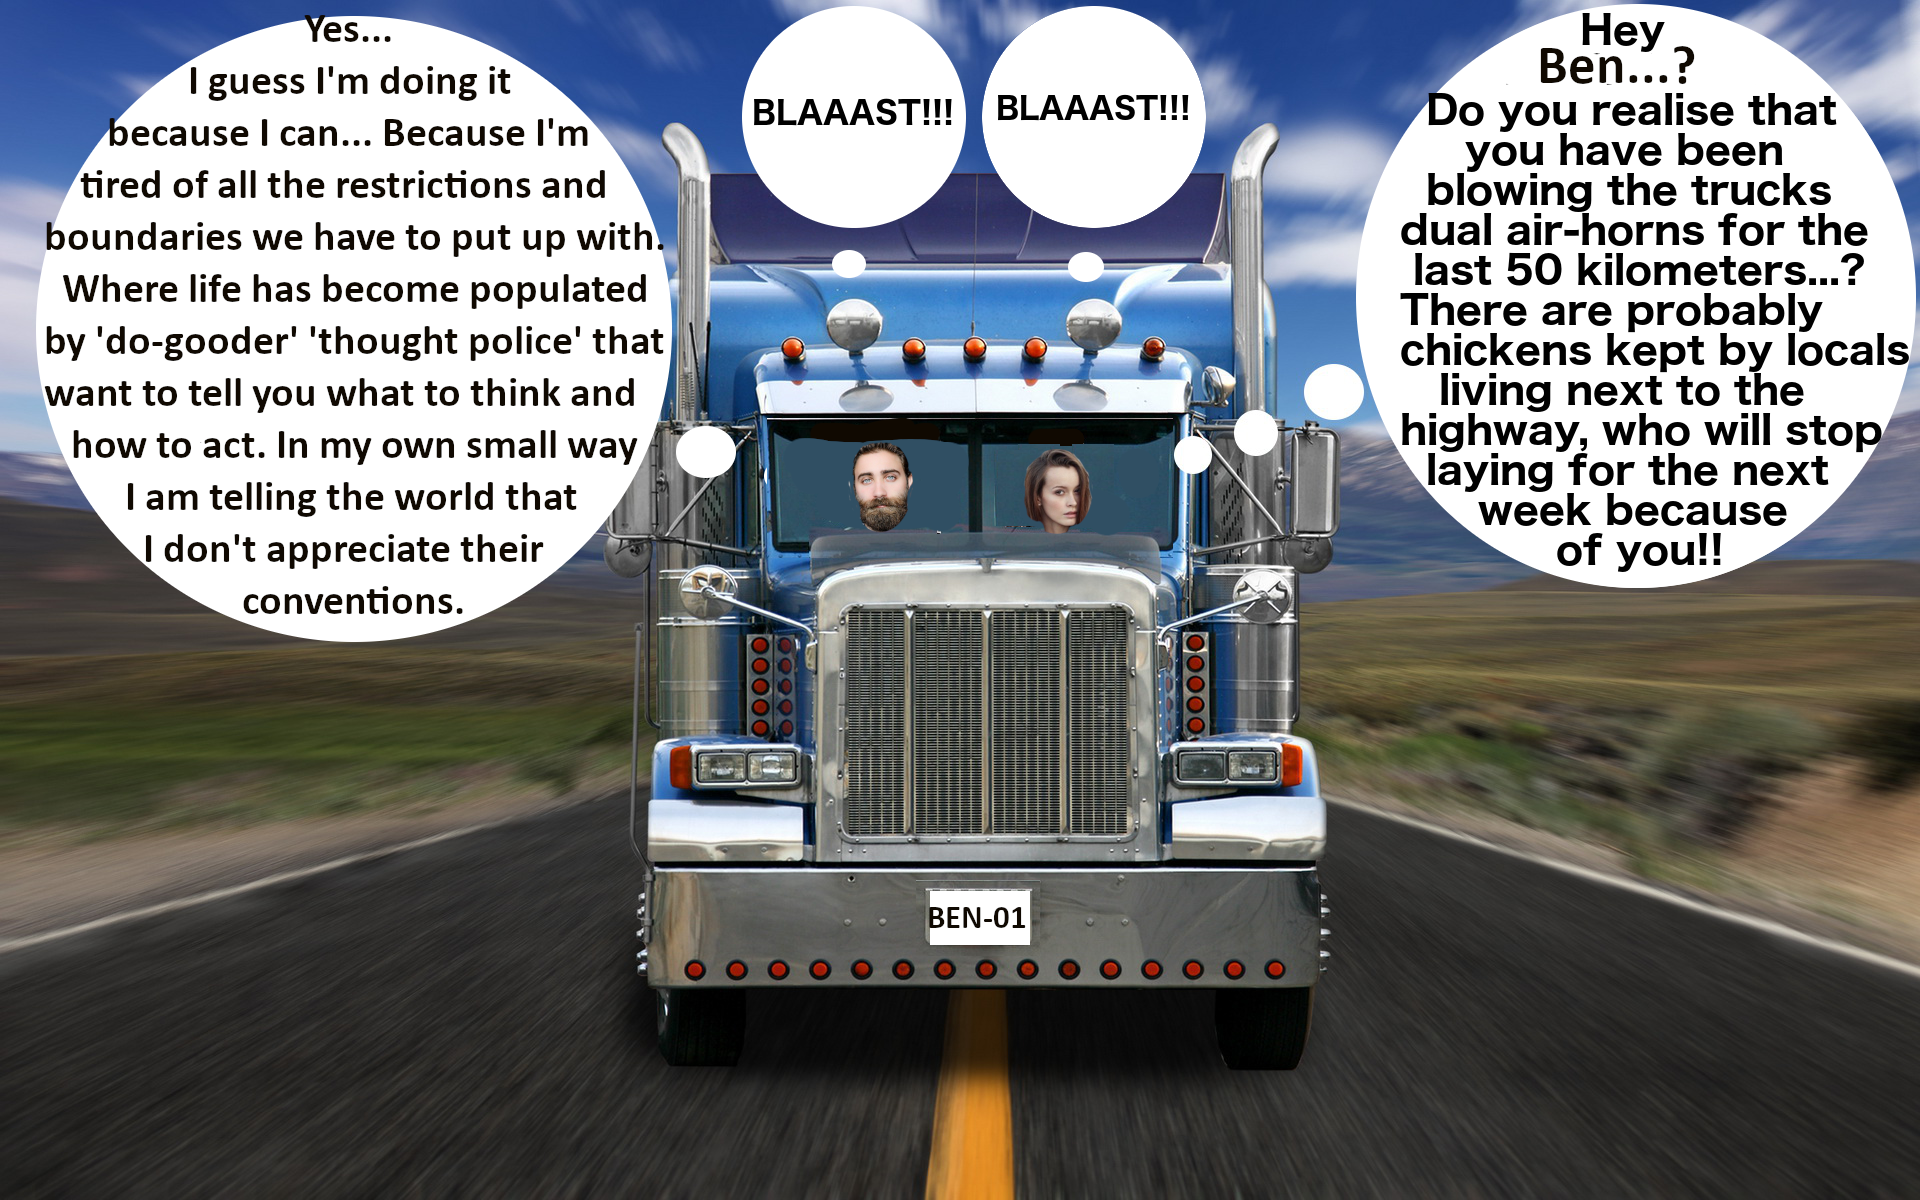 Yes...
I guess I'm doing it
because I can... Because I'm
tired of all the restrictions and
boundaries we have to put up with.
Where life has become populated
by 'do-gooder' 'thought police' that
want to tell you what to think and
how to act. In my own small way
I am telling the world that
I don't appreciate their
conventions.
BLAAAST!!!
BLAAAST!!!
Hey
Ben...?
Do you realise that
you have been
blowing the trucks
dual air-horns for the
last 50 kilometers...?
There are probably
chickens kept by locals
living next to the
highway, who will stop
laying for the next
week because
of you!!
BEN-01